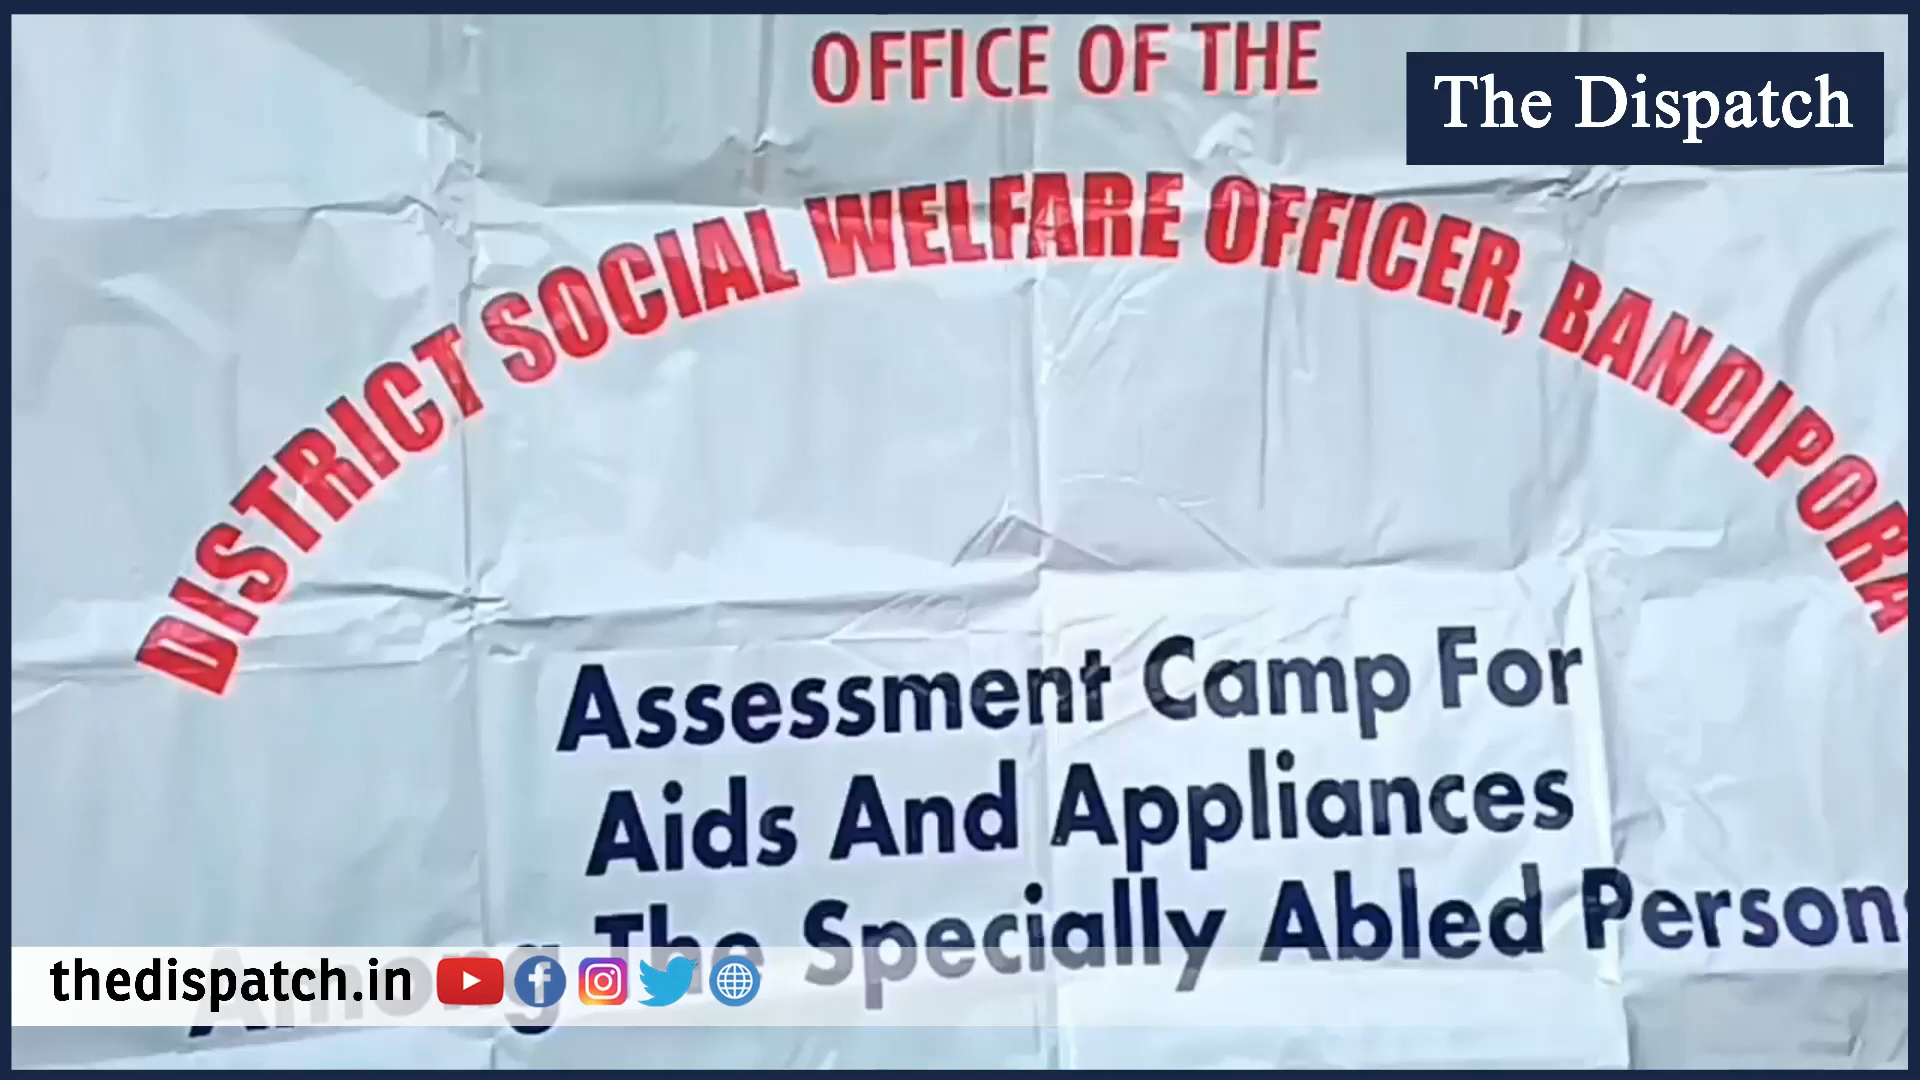 OFFICE OF THE
The Dispatch
DISTRICT SOCIAL WELFARE OFFICER, BANDIPORA
Assessment Camp For
Aids And Appliances
Among The Specially Abled Person
thedispatch.in